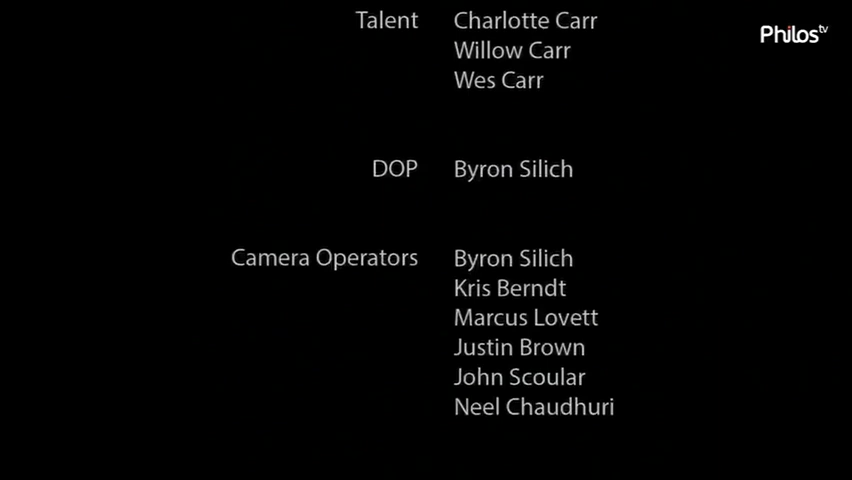 Talent Charlotte Carr
Willow Carr
Wes Carr
Philos tv
DOP Byron Silich
Camera Operators Byron Silich
Kris Berndt
Marcus Lovett
Justin Brown
John Scoular
Neel Chaudhuri